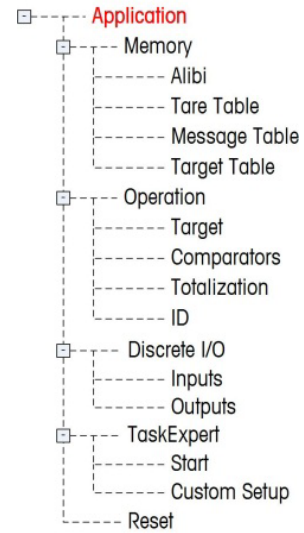 Application
Memory
Alibi
Tare Table
Message Table
Target Table
Operation
Target
Comparators
Totalization
ID
Discrete I/O
Inputs
Outputs
TaskExpert
Start
Custom Setup
Reset